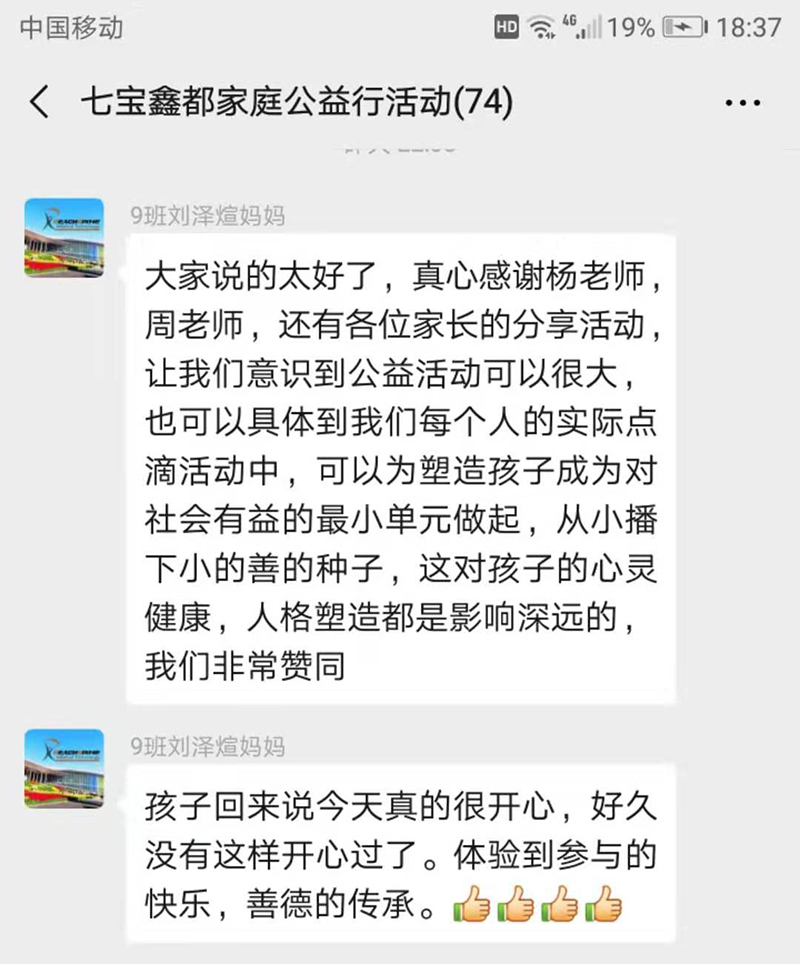 中国移动 HD 4G 19% 18:37
七宝鑫都家庭公益行活动(74)
9班刘泽煊妈妈
大家说的太好了，真心感谢杨老师，
周老师，还有各位家长的分享活动，
让我们意识到公益活动可以很大，
也可以具体到我们每个人的实际点
滴活动中，可以为塑造孩子成为对
社会有益的最小单元做起，从小播
下小的善的种子，这对孩子的心灵
健康，人格塑造都是影响深远的，
我们非常赞同
9班刘泽煊妈妈
孩子回来说今天真的很开心，好久
没有这样开心过了。体验到参与的
快乐，善德的传承。👍👍👍👍